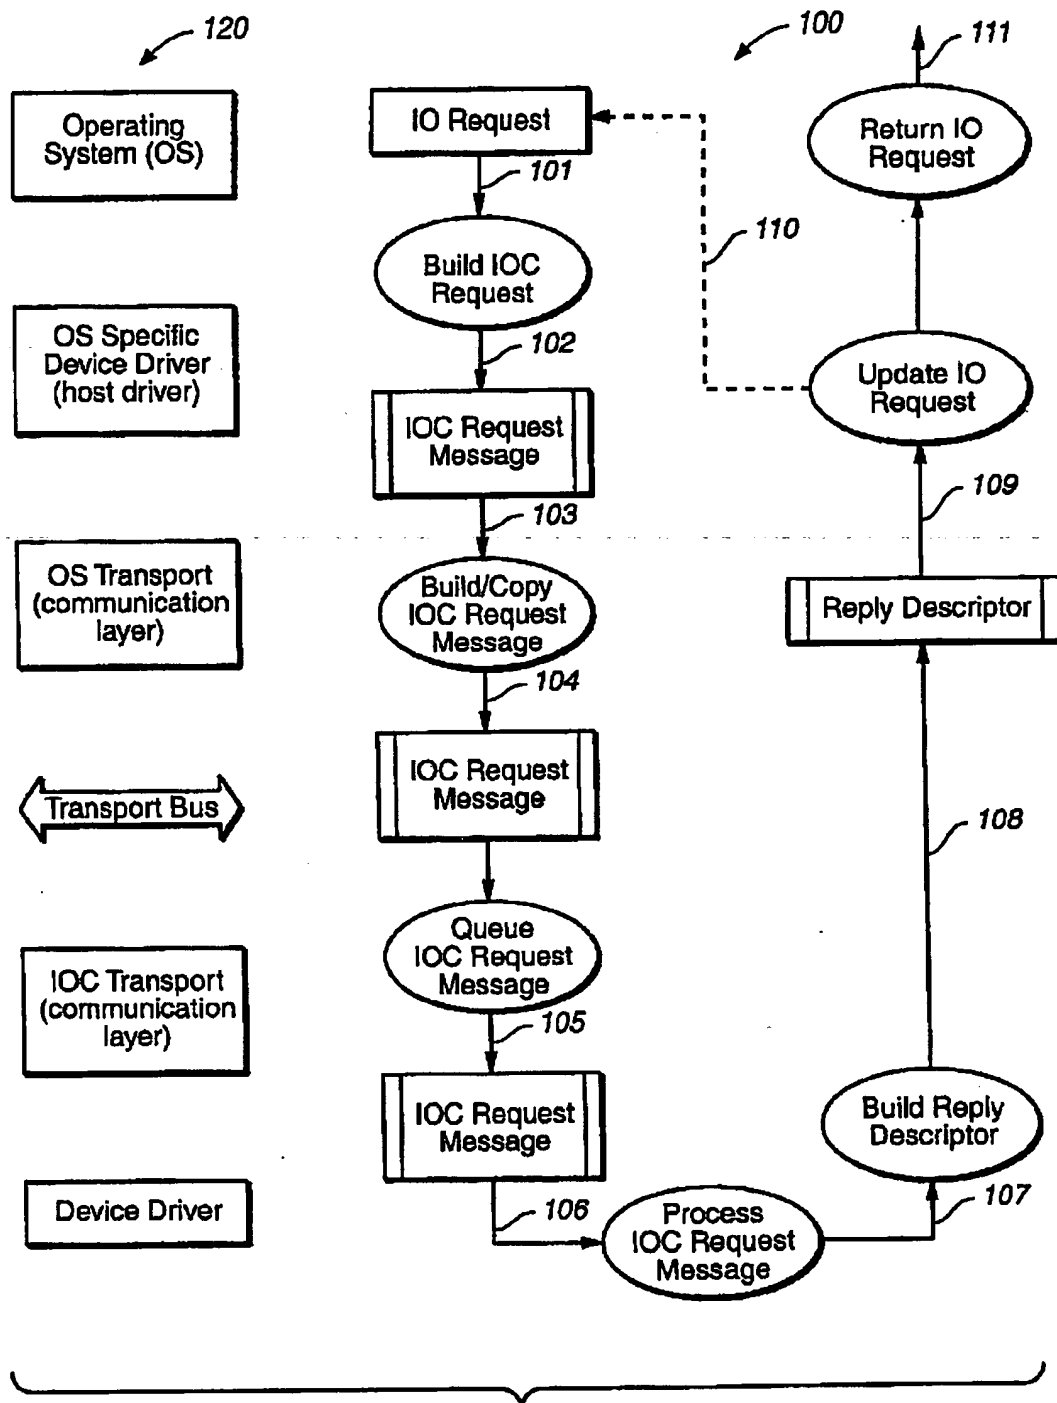 120
100
111
Operating
System (OS)
IO Request
Return IO
Request
101
110
Build IOC
Request
OS Specific
Device Driver
(host driver)
102
Update IO
Request
IOC Request
Message
103
109
OS Transport
(communication
layer)
Build/Copy
IOC Request
Message
Reply Descriptor
104
Transport Bus
IOC Request
Message
108
Queue
IOC Request
Message
IOC Transport
(communication
layer)
105
IOC Request
Message
Build Reply
Descriptor
Device Driver
106
Process
IOC Request
Message
107